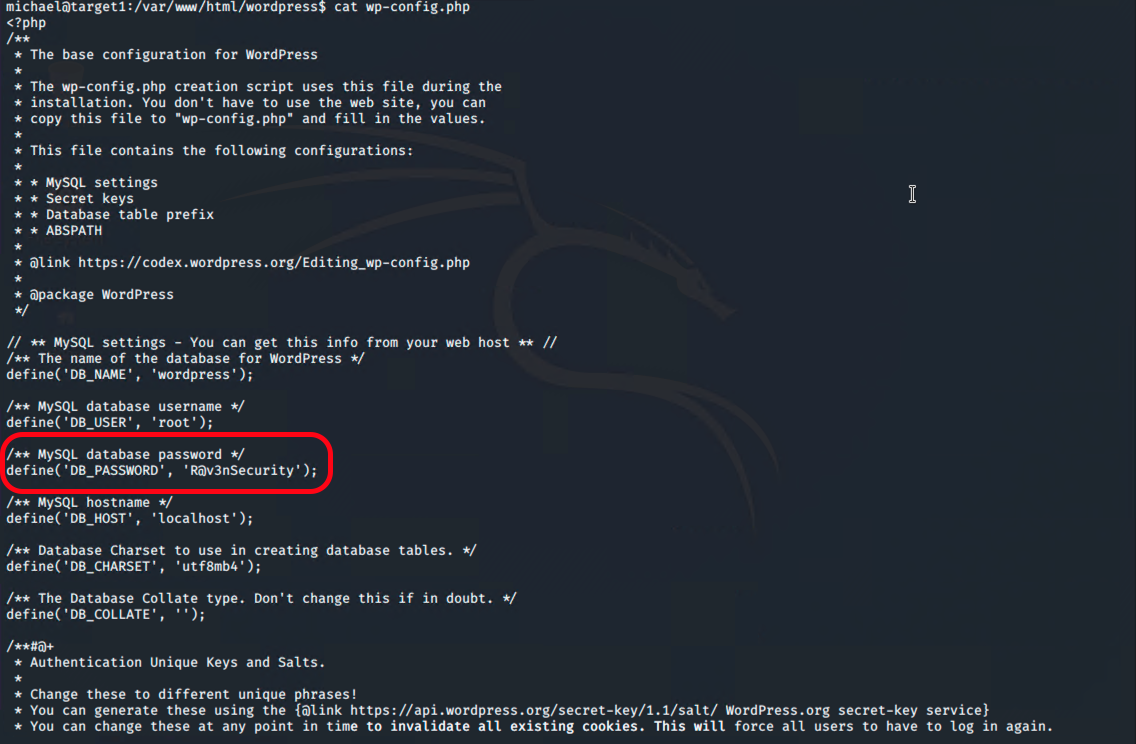 michael@target1:/var/www/html/wordpress$ cat wp-config.php
<?php
/**
 * The base configuration for WordPress
 *
 * The wp-config.php creation script uses this file during the
 * installation. You don't have to use the web site, you can
 * copy this file to "wp-config.php" and fill in the values.
 *
 * This file contains the following configurations:
 *
 * * MySQL settings
 * * Secret keys
 * * Database table prefix
 * * ABSPATH
 *
 * @link https://codex.wordpress.org/Editing_wp-config.php
 *
 * @package WordPress
 */

// ** MySQL settings - You can get this info from your web host ** //
/** The name of the database for WordPress */
define('DB_NAME', 'wordpress');

/** MySQL database username */
define('DB_USER', 'root');

/** MySQL database password */
define('DB_PASSWORD', 'R@v3nSecurity');

/** MySQL hostname */
define('DB_HOST', 'localhost');

/** Database Charset to use in creating database tables. */
define('DB_CHARSET', 'utf8mb4');

/** The Database Collate type. Don't change this if in doubt. */
define('DB_COLLATE', '');

/**#@+
 * Authentication Unique Keys and Salts.
 *
 * Change these to different unique phrases!
 * You can generate these using the {@link https://api.wordpress.org/secret-key/1.1/salt/ WordPress.org secret-key service}
 * You can change these at any point in time to invalidate all existing cookies. This will force all users to have to log in again.